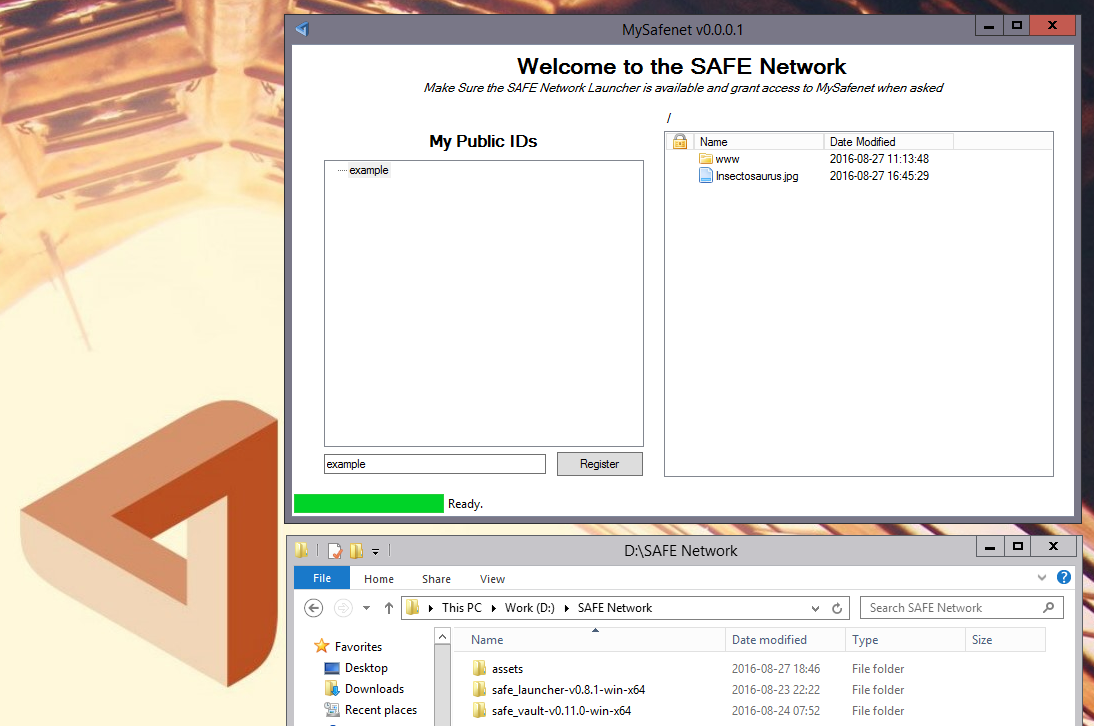 MySafenet v0.0.0.1
Welcome to the SAFE Network
Make Sure the SAFE Network Launcher is available and grant access to MySafenet when asked
/
My Public IDs
Name Date Modified
example
www 2016-08-27 11:13:48
Insectosaurus.jpg 2016-08-27 16:45:29
example Register
Ready.
D:\SAFE Network
File Home Share View
This PC Work (D:) SAFE Network Search SAFE Network
Name Date modified Type Size
Favorites
Desktop
Downloads
Recent places
assets 2016-08-27 18:46 File folder
safe_launcher-v0.8.1-win-x64 2016-08-23 22:22 File folder
safe_vault-v0.11.0-win-x64 2016-08-24 07:52 File folder